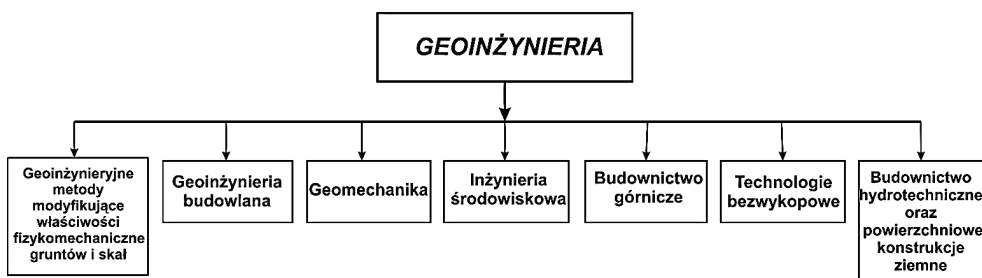 GEOINŻYNIERIA
Geoinżynieryjne
metody
modyfikujące
właściwości
fizykomechaniczne
gruntów i skał
Geoinżynieria
budowlana
Geomechanika
Inżynieria
środowiskowa
Budownictwo
górnicze
Technologie
bezwykopowe
Budownictwo
hydrotechniczne
oraz
powierzchniowe
konstrukcje
ziemne